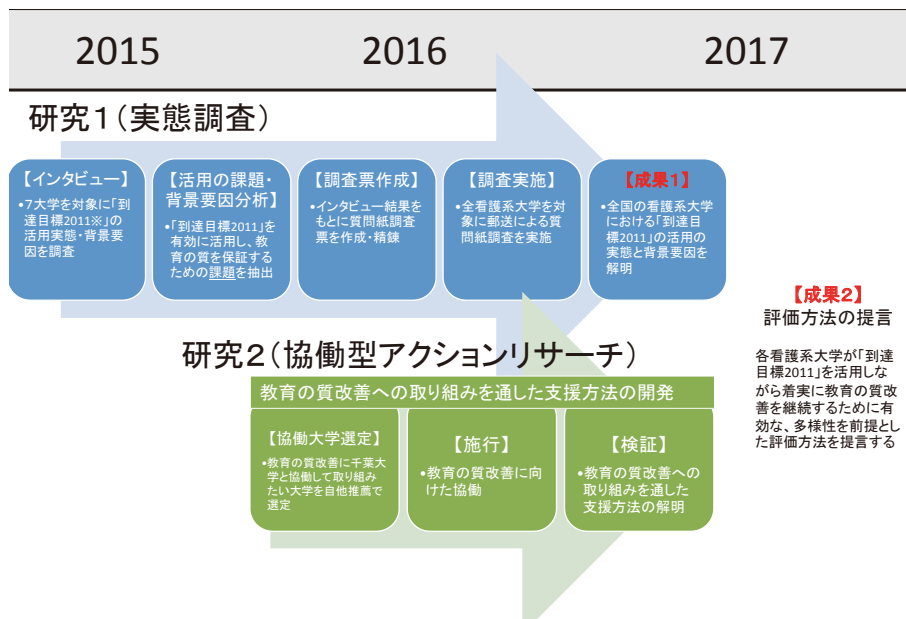 2015
2016
2017
研究1(実態調査)
【インタビュー】
•7大学を対象に「到
達目標2011※」の
活用実態・背景要
因を調査
【活用の課題・
背景要因分析】
•「到達目標2011」を
有効に活用し、教
育の質を保証する
ための課題を抽出
【調査票作成】
•インタビュー結果を
もとに質問紙調査
票を作成・精錬
【調査実施】
•全看護系大学を対
象に郵送による質
問紙調査を実施
【成果1】
•全国の看護系大学
における「到達目
標2011」の活用の
実態と背景要因を
解明
研究2(協働型アクションリサーチ)
教育の質改善への取り組みを通した支援方法の開発
【協働大学選定】
•教育の質改善に千葉大
学と協働して取り組み
たい大学を自他推薦で
選定
【施行】
•教育の質改善に向
けた協働
【検証】
•教育の質改善への
取り組みを通した
支援方法の解明
【成果2】
評価方法の提言
各看護系大学が「到達
目標2011」を活用しな
がら着実に教育の質改
善を継続するために有
効な、多様性を前提とし
た評価方法を提言する